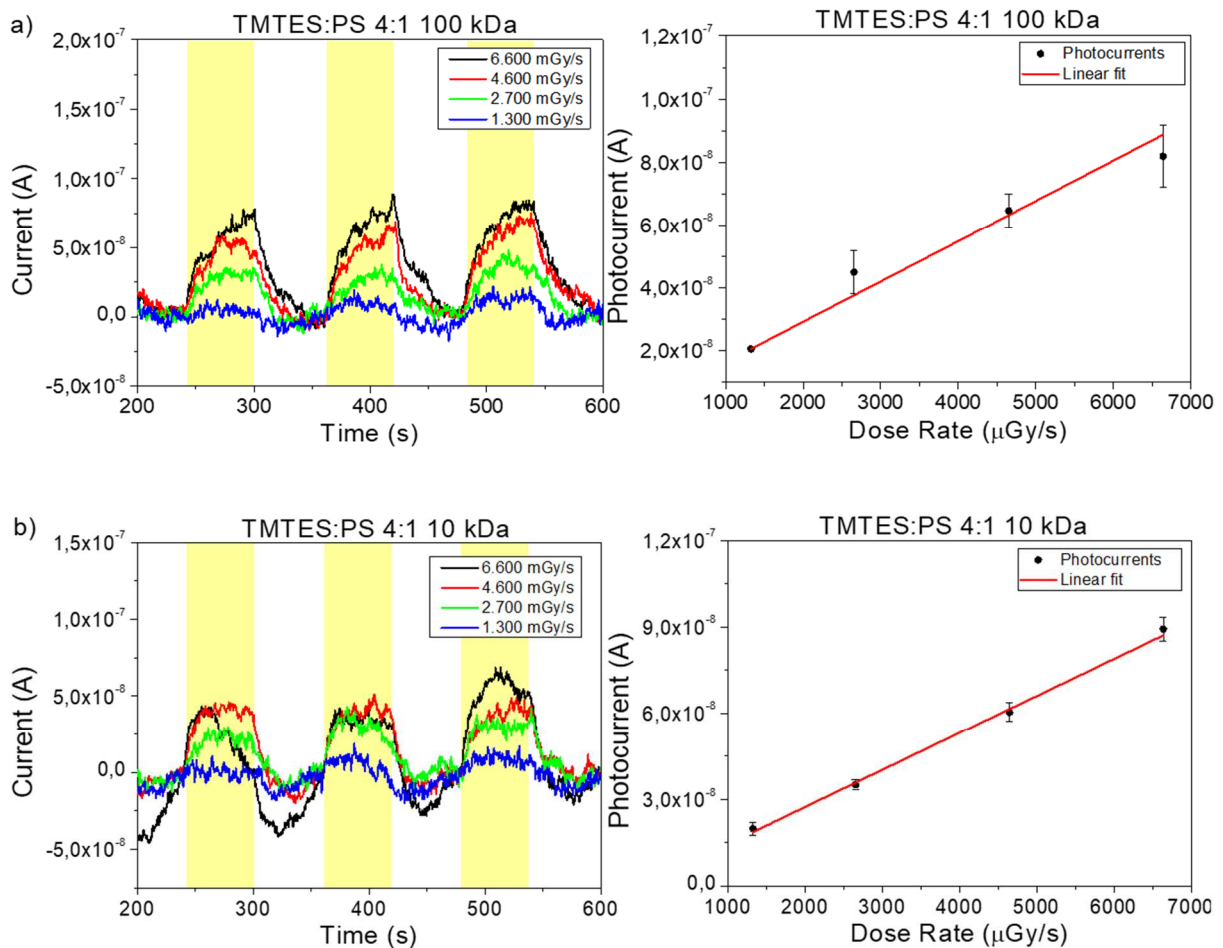 a)
TMTES:PS 4:1 100 kDa
2,0x10⁻⁷
1,5x10⁻⁷
1,0x10⁻⁷
5,0x10⁻⁸
0,0
-5,0x10⁻⁸
Current (A)
6.600 mGy/s
4.600 mGy/s
2.700 mGy/s
1.300 mGy/s
200 300 400 500 600
Time (s)
TMTES:PS 4:1 100 kDa
1,2x10⁻⁷
1,0x10⁻⁷
8,0x10⁻⁸
6,0x10⁻⁸
4,0x10⁻⁸
2,0x10⁻⁸
Photocurrent (A)
Photocurrents
Linear fit
1000 2000 3000 4000 5000 6000 7000
Dose Rate (μGy/s)
b)
TMTES:PS 4:1 10 kDa
1,5x10⁻⁷
1,0x10⁻⁷
5,0x10⁻⁸
0,0
-5,0x10⁻⁸
Current (A)
6.600 mGy/s
4.600 mGy/s
2.700 mGy/s
1.300 mGy/s
200 300 400 500 600
Time (s)
TMTES:PS 4:1 10 kDa
1,2x10⁻⁷
9,0x10⁻⁸
6,0x10⁻⁸
3,0x10⁻⁸
0,0
Photocurrent (A)
Photocurrents
Linear fit
1000 2000 3000 4000 5000 6000 7000
Dose Rate (μGy/s)